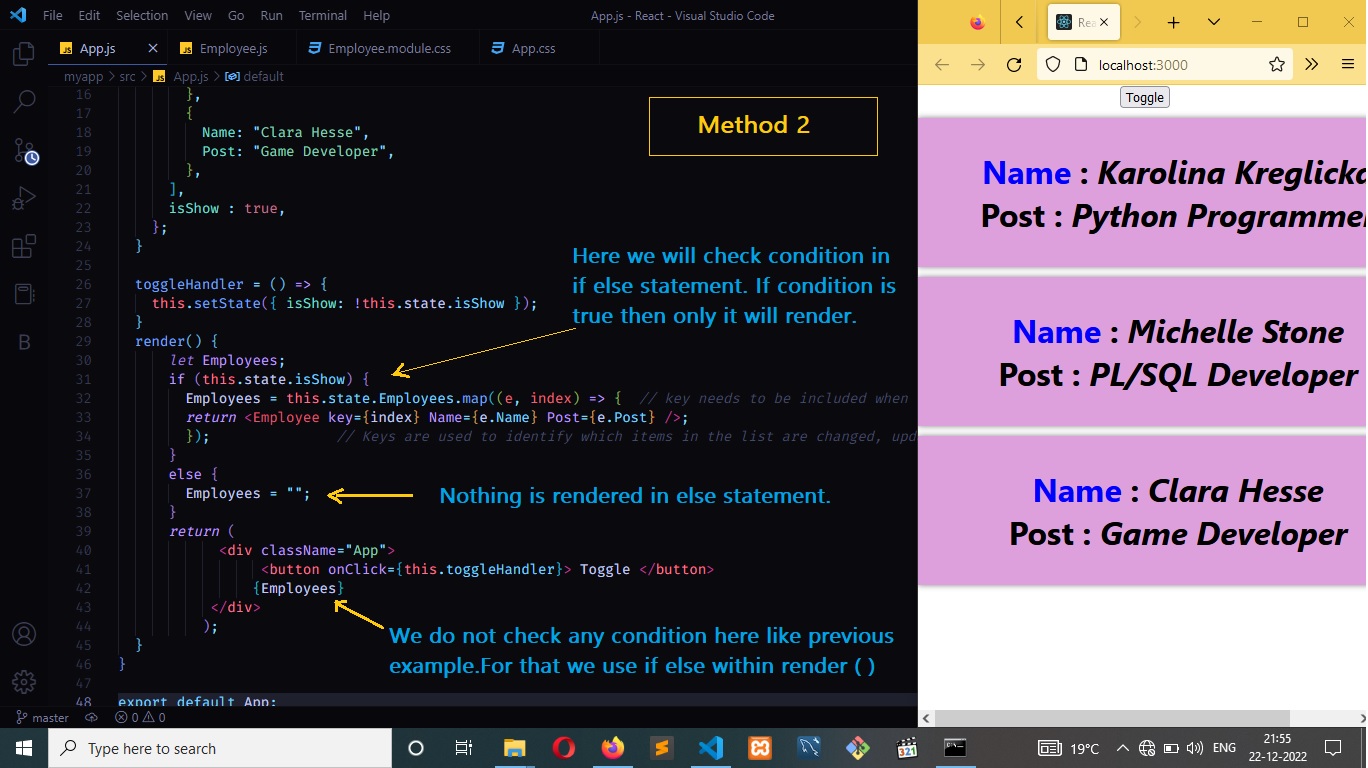 File Edit Selection View Go Run Terminal Help
App.js - React - Visual Studio Code
JS App.js
JS Employee.js
Employee.module.css
App.css
myapp > src > JS App.js > default
16 },
17 {
18 Name: "Clara Hesse",
19 Post: "Game Developer",
20 },
21 ],
22 isShow : true,
23 };
24 }
25
26 toggleHandler = () => {
27 this.setState({ isShow: !this.state.isShow });
28 }
29 render() {
30 let Employees;
31 if (this.state.isShow) {
32 Employees = this.state.Employees.map((e, index) => { // key needs to be included when
33 return <Employee key={index} Name={e.Name} Post={e.Post} />;
34 }); // Keys are used to identify which items in the list are changed, upd
35 }
36 else {
37 Employees = "";
38 }
39 return (
40 <div className="App">
41 <button onClick={this.toggleHandler}> Toggle </button>
42 {Employees}
43 </div>
44 );
45 }
46 }
47
48 export default App;
Method 2
Here we will check condition in
if else statement. If condition is
true then only it will render.
Nothing is rendered in else statement.
We do not check any condition here like previous
example.For that we use if else within render ( )
B
master
0 0
Rea
localhost:3000
Toggle
Name : Karolina Kreglicka
Post : Python Programmer
Name : Michelle Stone
Post : PL/SQL Developer
Name : Clara Hesse
Post : Game Developer
Type here to search
321
19°C
ENG
21:55
22-12-2022